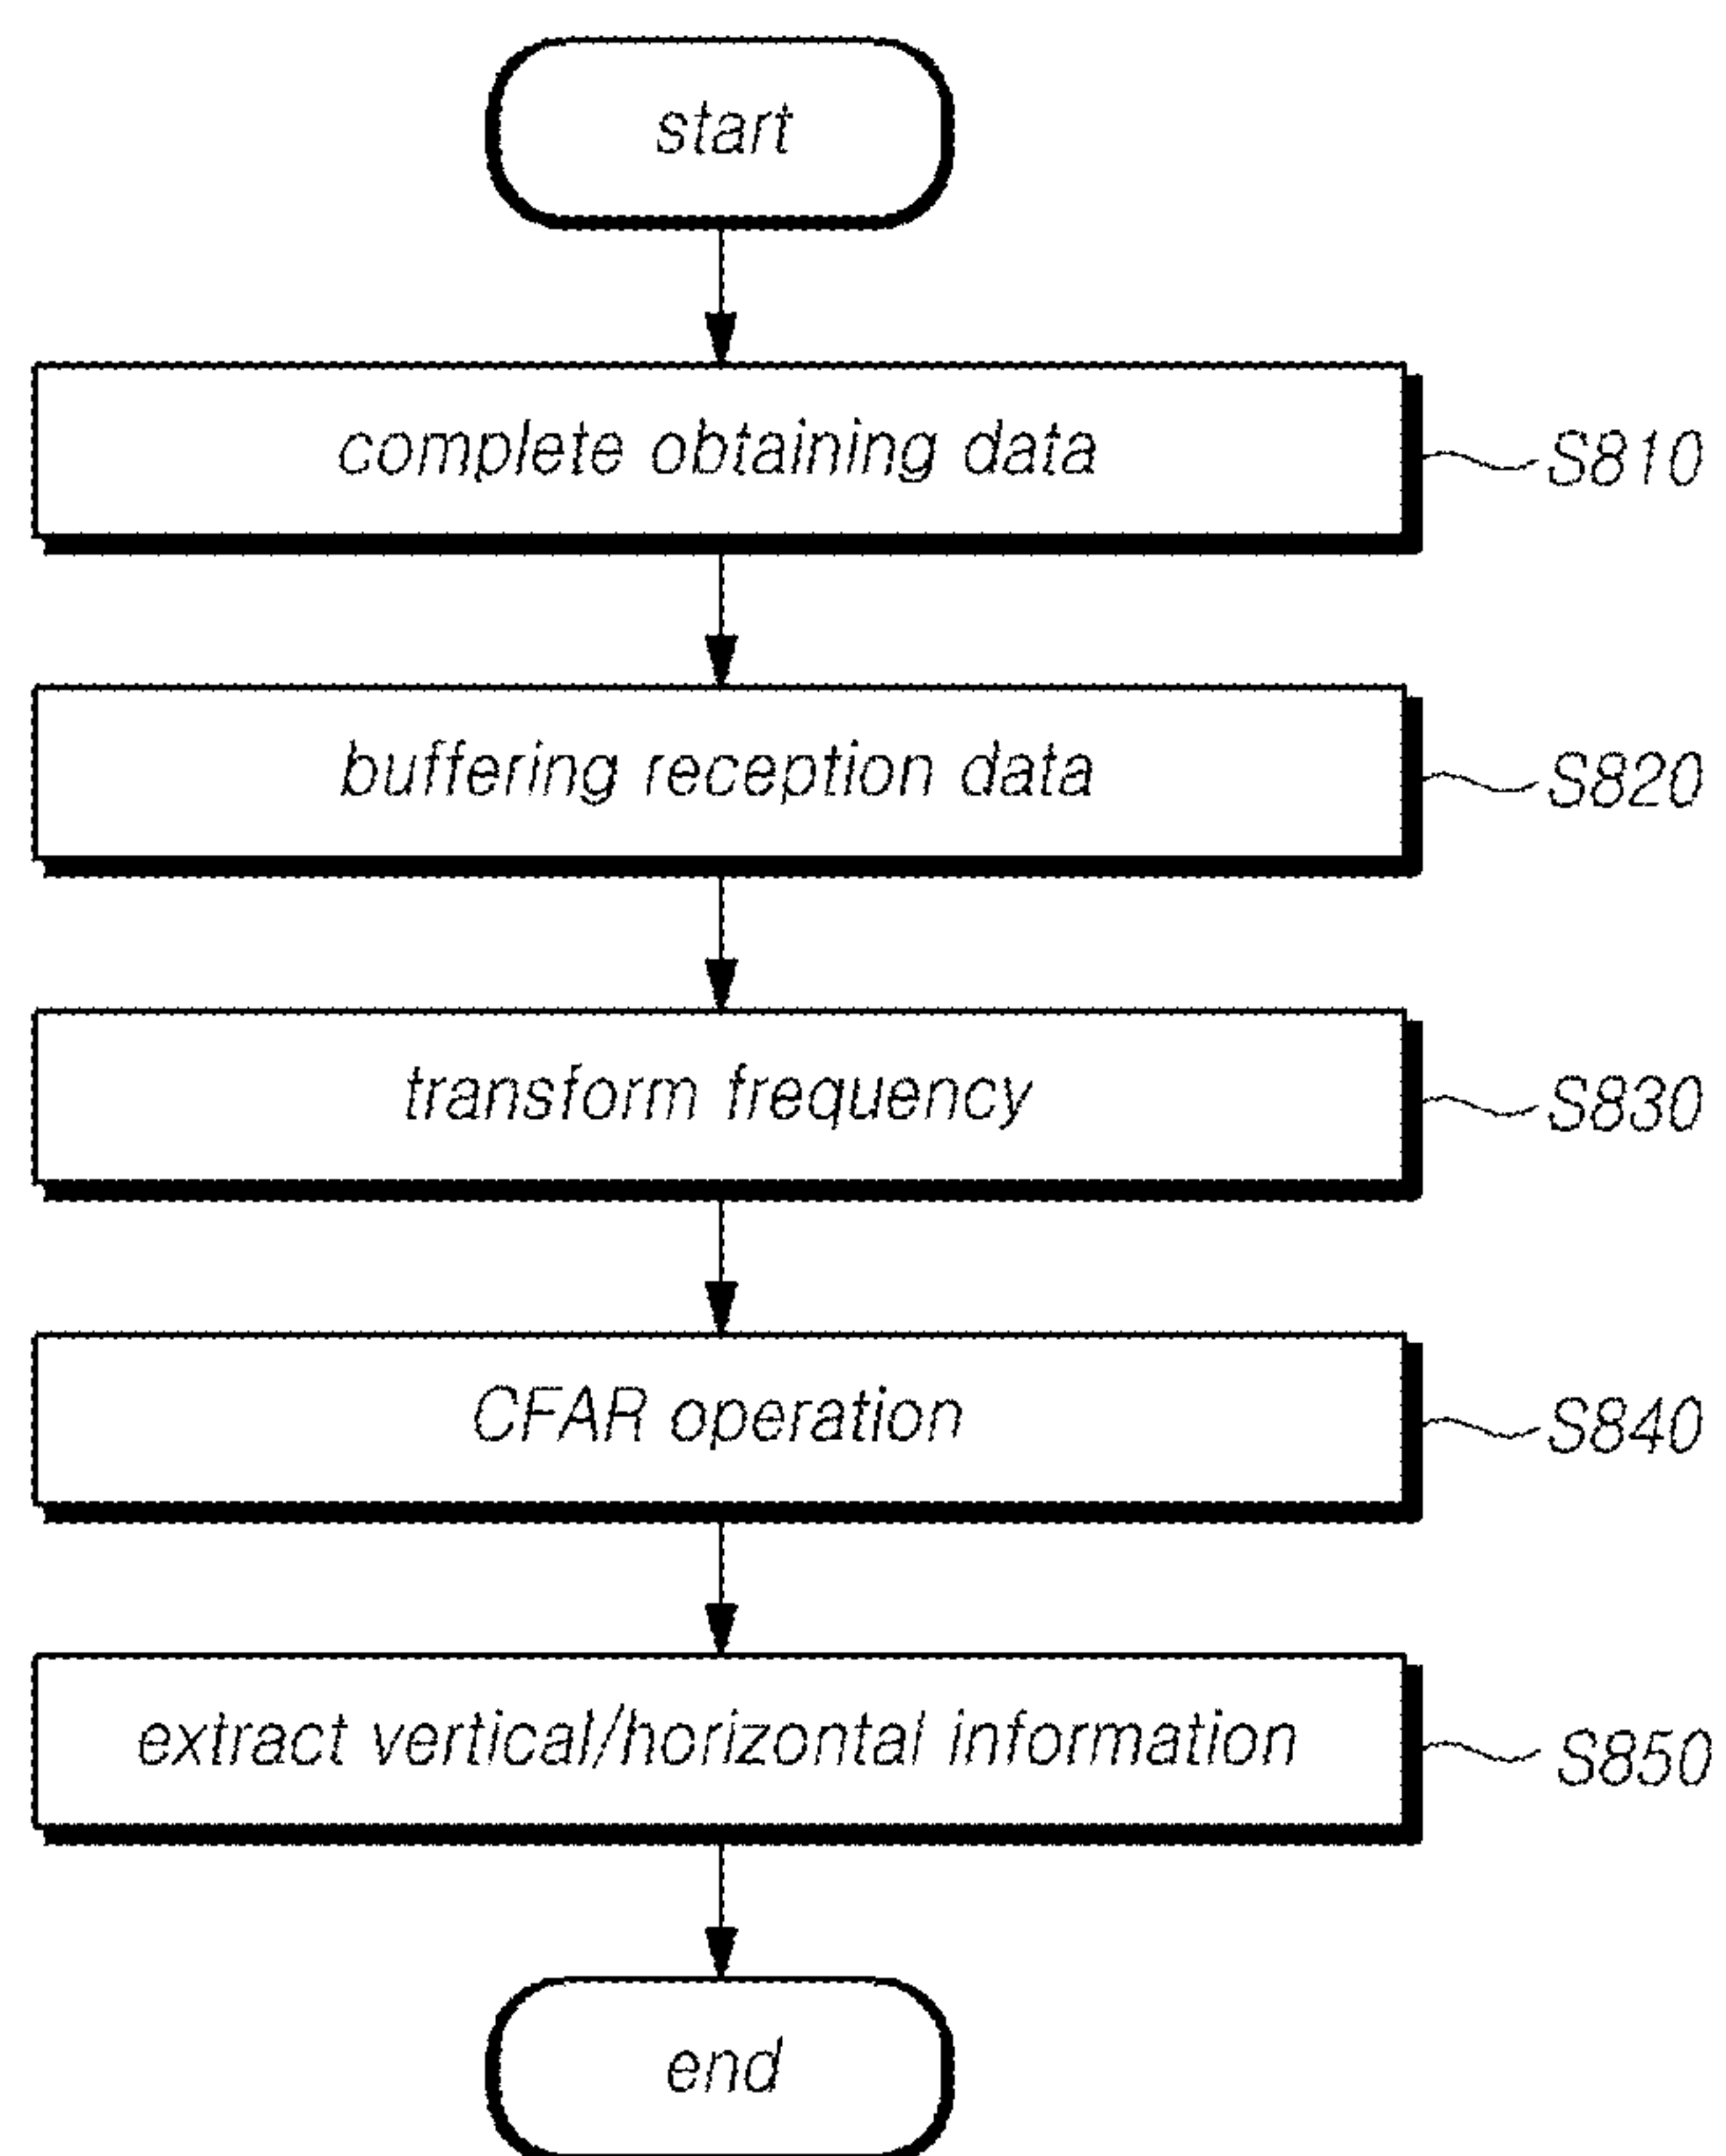 start
complete obtaining data
S810
buffering reception data
S820
transform frequency
S830
CFAR operation
S840
extract vertical/horizontal information
S850
end